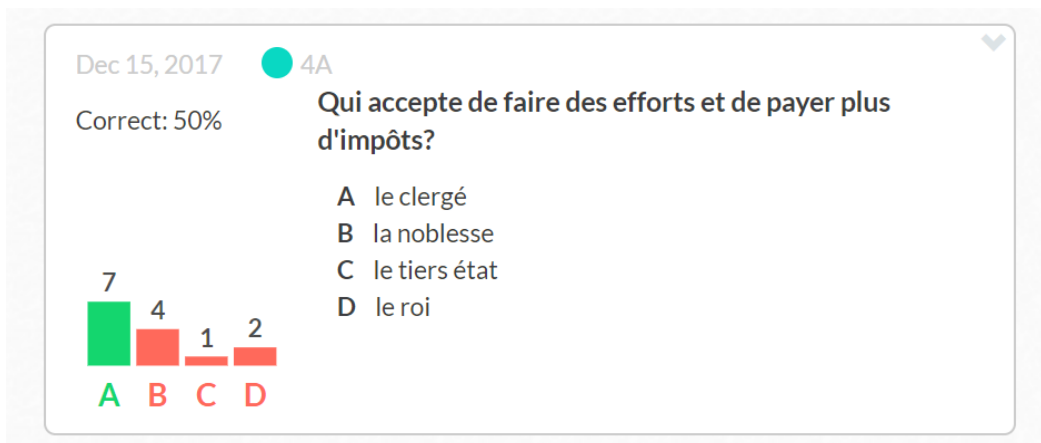 Dec 15, 2017 4A
Correct: 50%
Qui accepte de faire des efforts et de payer plus
d'impôts?
A le clergé
B la noblesse
C le tiers état
D le roi
7
4
1
2
A B C D